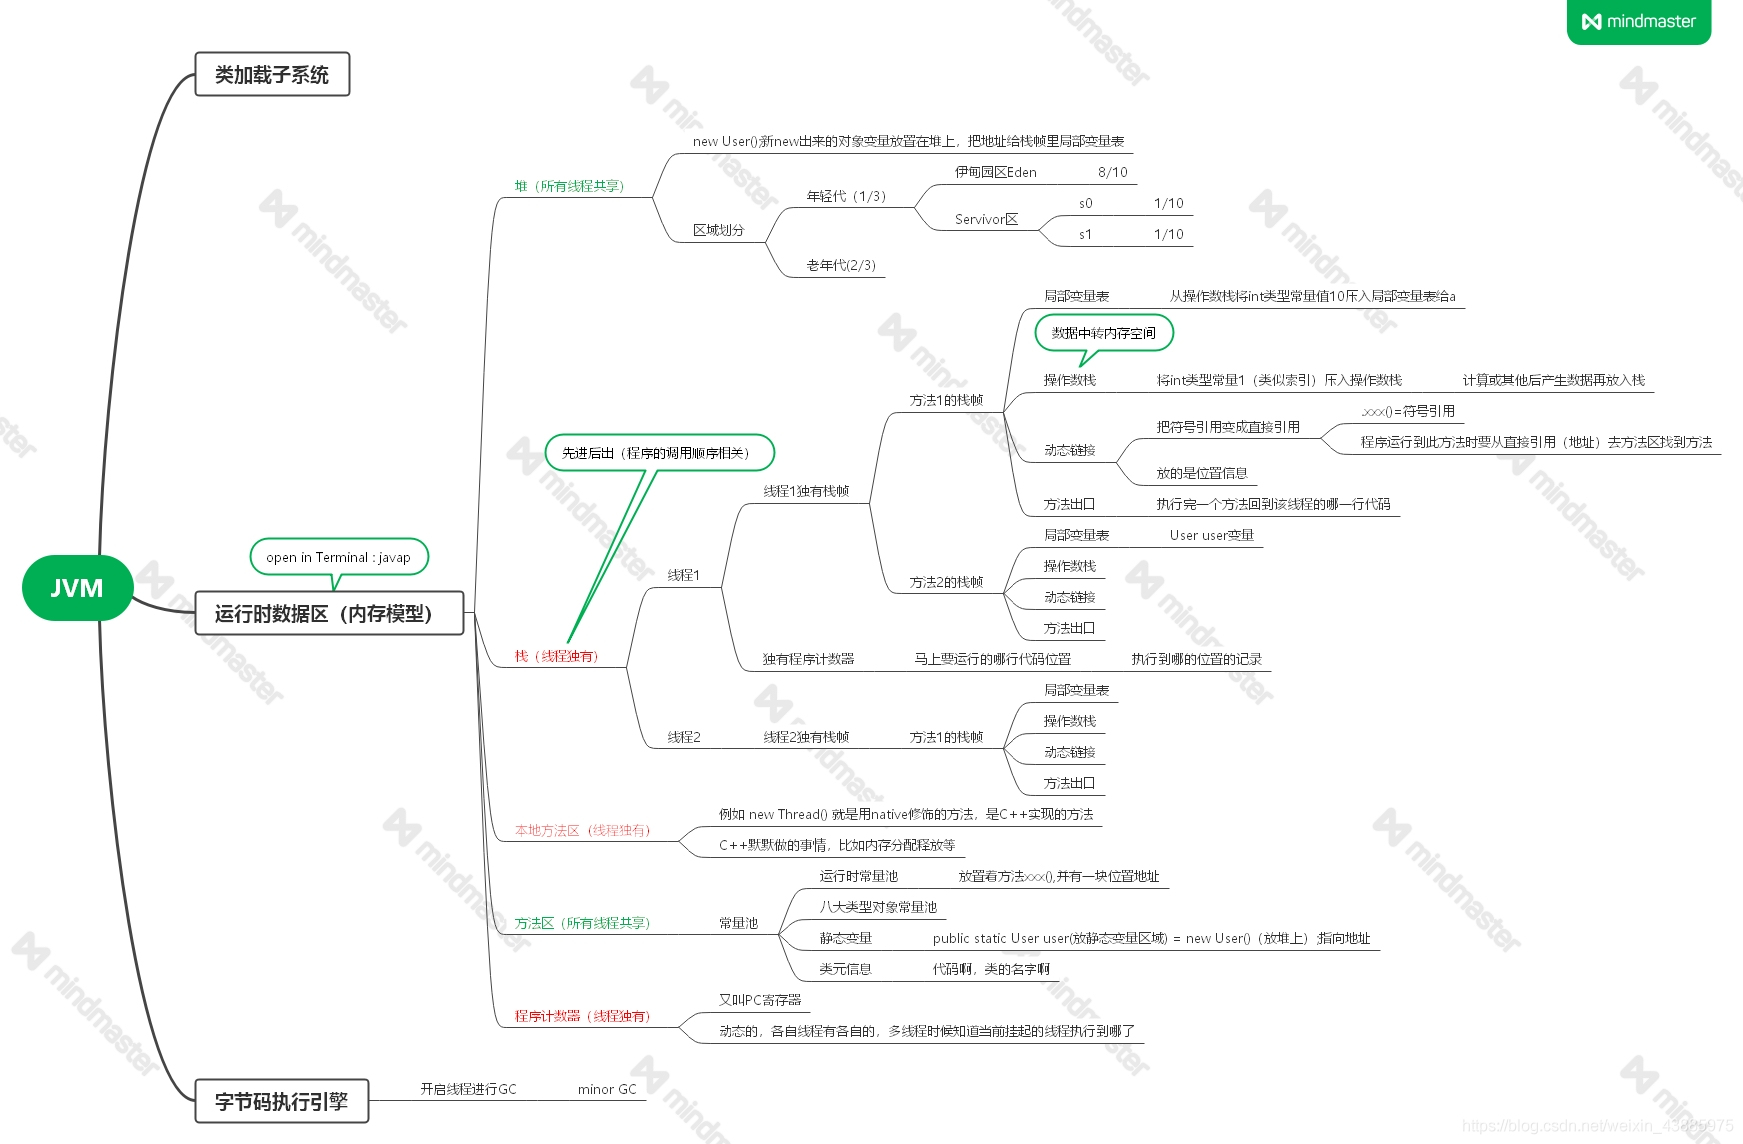 mindmaster
类加载子系统
new User();新new出来的对象变量放置在堆上，把地址给栈帧里局部变量表
伊甸园区Eden 8/10
堆（所有线程共享）
年轻代（1/3）
s0 1/10
Servivor区
区域划分
s1 1/10
老年代(2/3)
局部变量表 从操作数栈将int类型常量值10压入局部变量表给a
数据中转内存空间
操作数栈 将int类型常量1（类似索引）压入操作数栈 计算或其他后产生数据再放入栈
方法1的栈帧
.xxx()=符号引用
把符号引用变成直接引用
程序运行到此方法时要从直接引用（地址）去方法区找到方法
动态链接
先进后出（程序的调用顺序相关）
放的是位置信息
线程1独有栈帧
方法出口 执行完一个方法回到该线程的哪一行代码
局部变量表 User user变量
open in Terminal : javap
操作数栈
线程1
方法2的栈帧
JVM
动态链接
运行时数据区（内存模型）
方法出口
栈（线程独有）
独有程序计数器 马上要运行的哪行代码位置 执行到哪的位置的记录
局部变量表
操作数栈
线程2 线程2独有栈帧 方法1的栈帧
动态链接
方法出口
例如 new Thread() 就是用native修饰的方法，是C++实现的方法
本地方法区（线程独有）
C++默默做的事情，比如内存分配释放等
运行时常量池 放置着方法xxx(),并有一块位置地址
八大类型对象常量池
方法区（所有线程共享） 常量池
静态变量 public static User user(放静态变量区域) = new User()（放堆上）;指向地址
类元信息 代码啊，类的名字啊
又叫PC寄存器
程序计数器（线程独有）
动态的，各自线程有各自的，多线程时候知道当前挂起的线程执行到哪了
字节码执行引擎 开启线程进行GC minor GC